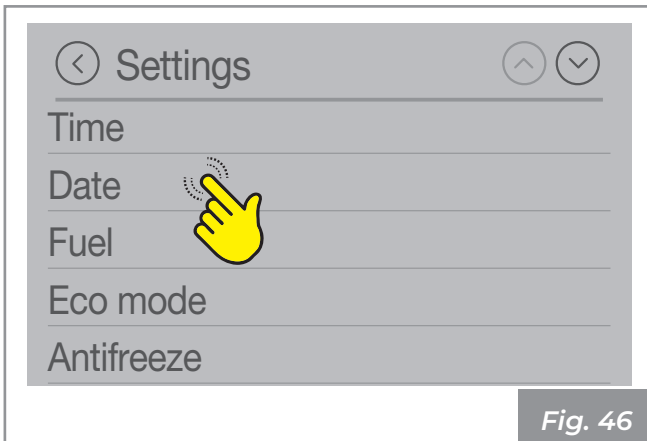 Settings
Time
Date
Fuel
Eco mode
Antifreeze
Fig. 46